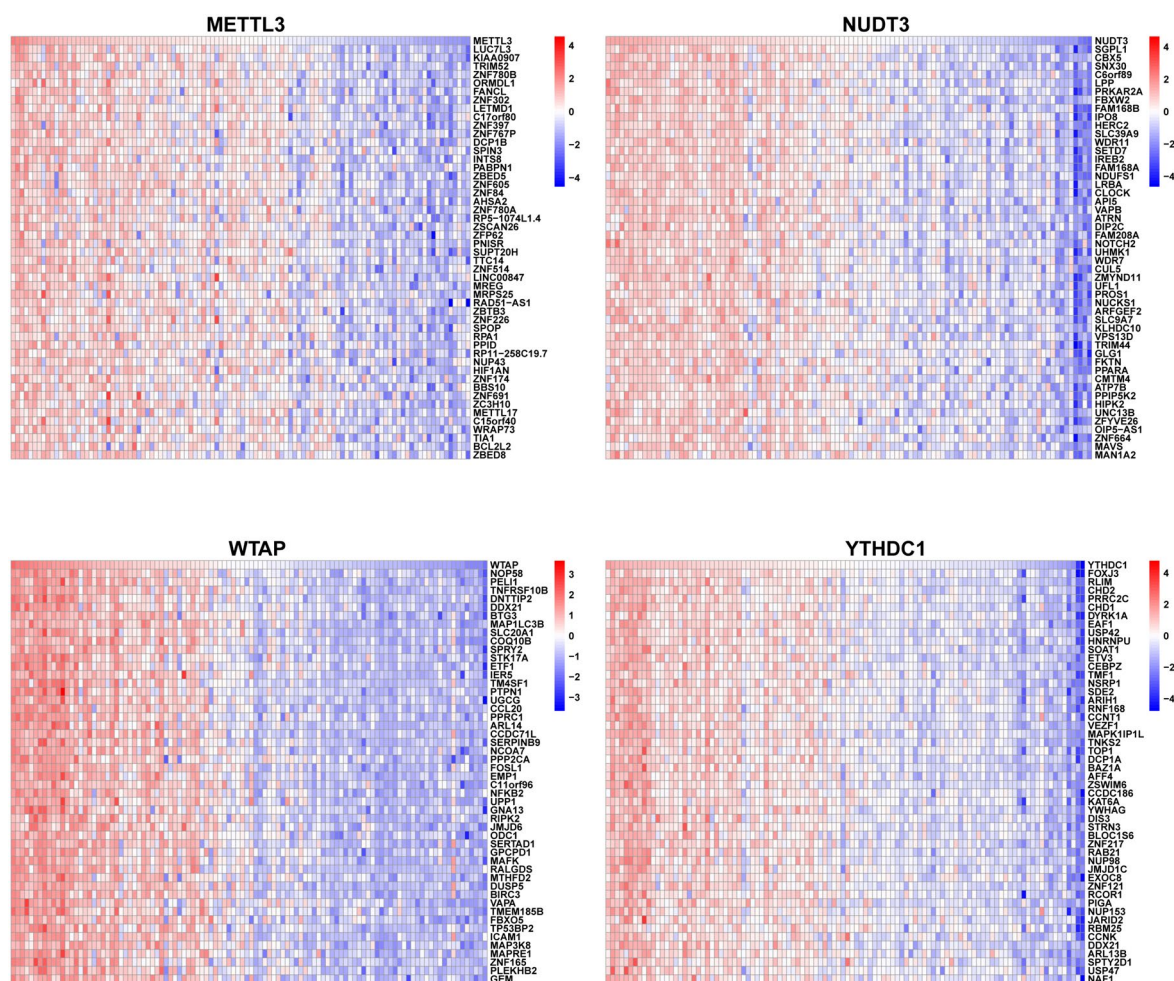 METTL3
METTL3
LUC7L3
KIAA0907
TRIM52
ZNF780B
ORMDL1
FANCL
ZNF302
LETMD1
C17orf80
ZNF397
ZNF767P
DCP1B
SPIN3
INTS8
PABPN1
ZBED5
ZNF605
ZNF84
AHSA2
ZNF780A
RP5-1074L1.4
ZSCAN26
ZFP62
PNISR
SUPT20H
TTC14
ZNF514
LINC00847
MREG
MRPS25
RAD51-AS1
ZBTB3
ZNF226
SPOP
RPA1
PPID
RP11-258C19.7
NUP43
HIF1AN
ZNF174
BBS10
ZNF691
ZC3H10
METTL17
C15orf40
WRAP73
TIA1
BCL2L2
ZBED8
4
2
0
−2
−4
NUDT3
NUDT3
SGPL1
CBX5
SNX30
C6orf89
LPP
PRKAR2A
FBXW2
FAM168B
IPO8
HERC2
SLC39A9
WDR11
SETD7
IREB2
FAM168A
NDUFS1
LRBA
CLOCK
API5
VAPB
ATRN
DIP2C
FAM208A
NOTCH2
UHMK1
WDR7
CUL5
ZMYND11
UFL1
PROS1
NUCKS1
ARFGEF2
SLC9A7
KLHDC10
VPS13D
TRIM44
GLG1
FKTN
PPARA
CMTM4
ATP7B
PPIP5K2
HIPK2
UNC13B
ZFYVE26
OIP5-AS1
ZNF664
MAVS
MAN1A2
4
2
0
−2
−4
WTAP
WTAP
NOP58
PELI1
TNFRSF10B
DNTTIP2
DDX21
BTG3
MAP1LC3B
SLC20A1
COQ10B
SPRY2
STK17A
ETF1
IER5
TM4SF1
PTPN1
UGCG
CCL20
PPRC1
ARL14
CCDC71L
SERPINB9
NCOA7
PPP2CA
FOSL1
EMP1
C11orf96
NFKB2
UPP1
GNA13
RIPK2
JMJD6
ODC1
SERTAD1
GPCPD1
MAFK
RALGDS
MTHFD2
DUSP5
BIRC3
VAPA
TMEM185B
FBXO5
TP53BP2
ICAM1
MAP3K8
MAPRE1
ZNF165
PLEKHB2
GEM
3
2
1
0
−1
−2
−3
YTHDC1
YTHDC1
FOXJ3
RLIM
CHD2
PRRC2C
CHD1
DYRK1A
EAF1
USP42
HNRNPU
SOAT1
ETV3
CEBPZ
TMF1
NSRP1
SDE2
ARIH1
RNF168
CCNT1
VEZF1
MAPK1IP1L
TNKS2
TOP1
DCP1A
BAZ1A
AFF4
ZSWIM6
CCDC186
KAT6A
YWHAG
DIS3
STRN3
BLOC1S6
ZNF217
RAB21
NUP98
JMJD1C
EXOC8
ZNF121
RCOR1
PIGA
NUP153
JARID2
RBM25
CCNK
DDX21
ARL13B
SPTY2D1
USP47
NAF1
4
2
0
−2
−4